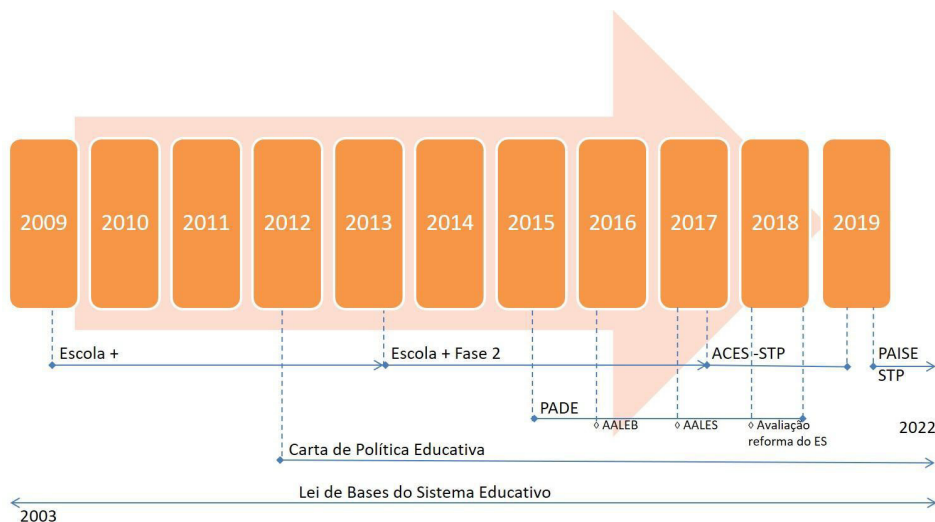 2009 2010 2011 2012 2013 2014 2015 2016 2017 2018 2019
Escola + Escola + Fase 2 ACES -STP PAISE
STP
PADE
◊ AALEB ◊ AALES ◊ Avaliação
reforma do ES
2022
Carta de Política Educativa
Lei de Bases do Sistema Educativo
2003